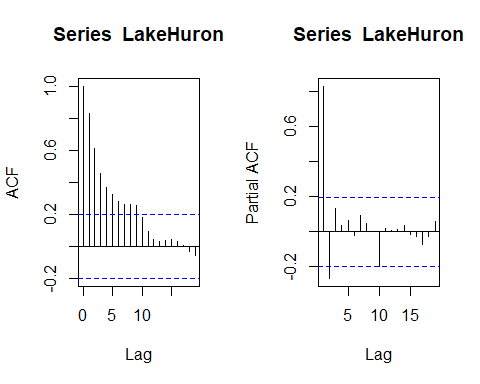 Series LakeHuron
ACF
-0.2 0.2 0.6 1.0
0 5 10
Lag
Series LakeHuron
Partial ACF
-0.2 0.2 0.6
5 10 15
Lag